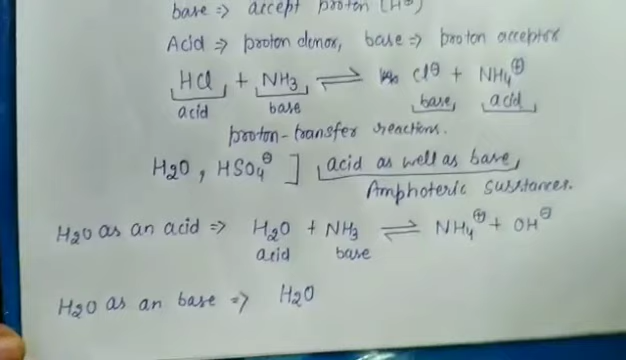 base => accept proton (H⊕)
Acid => proton donor, base => proton acceptor
HCl + NH3 ⇌ Cl⊖ + NH4⊕
acid base base, acid
proton-transfer reactions.
H2O, HSO4⊖ ] acid as well as base,
Amphoteric substances.
H2O as an acid => H2O + NH3 ⇌ NH4⊕ + OH⊖
acid base
H2O as an base => H2O